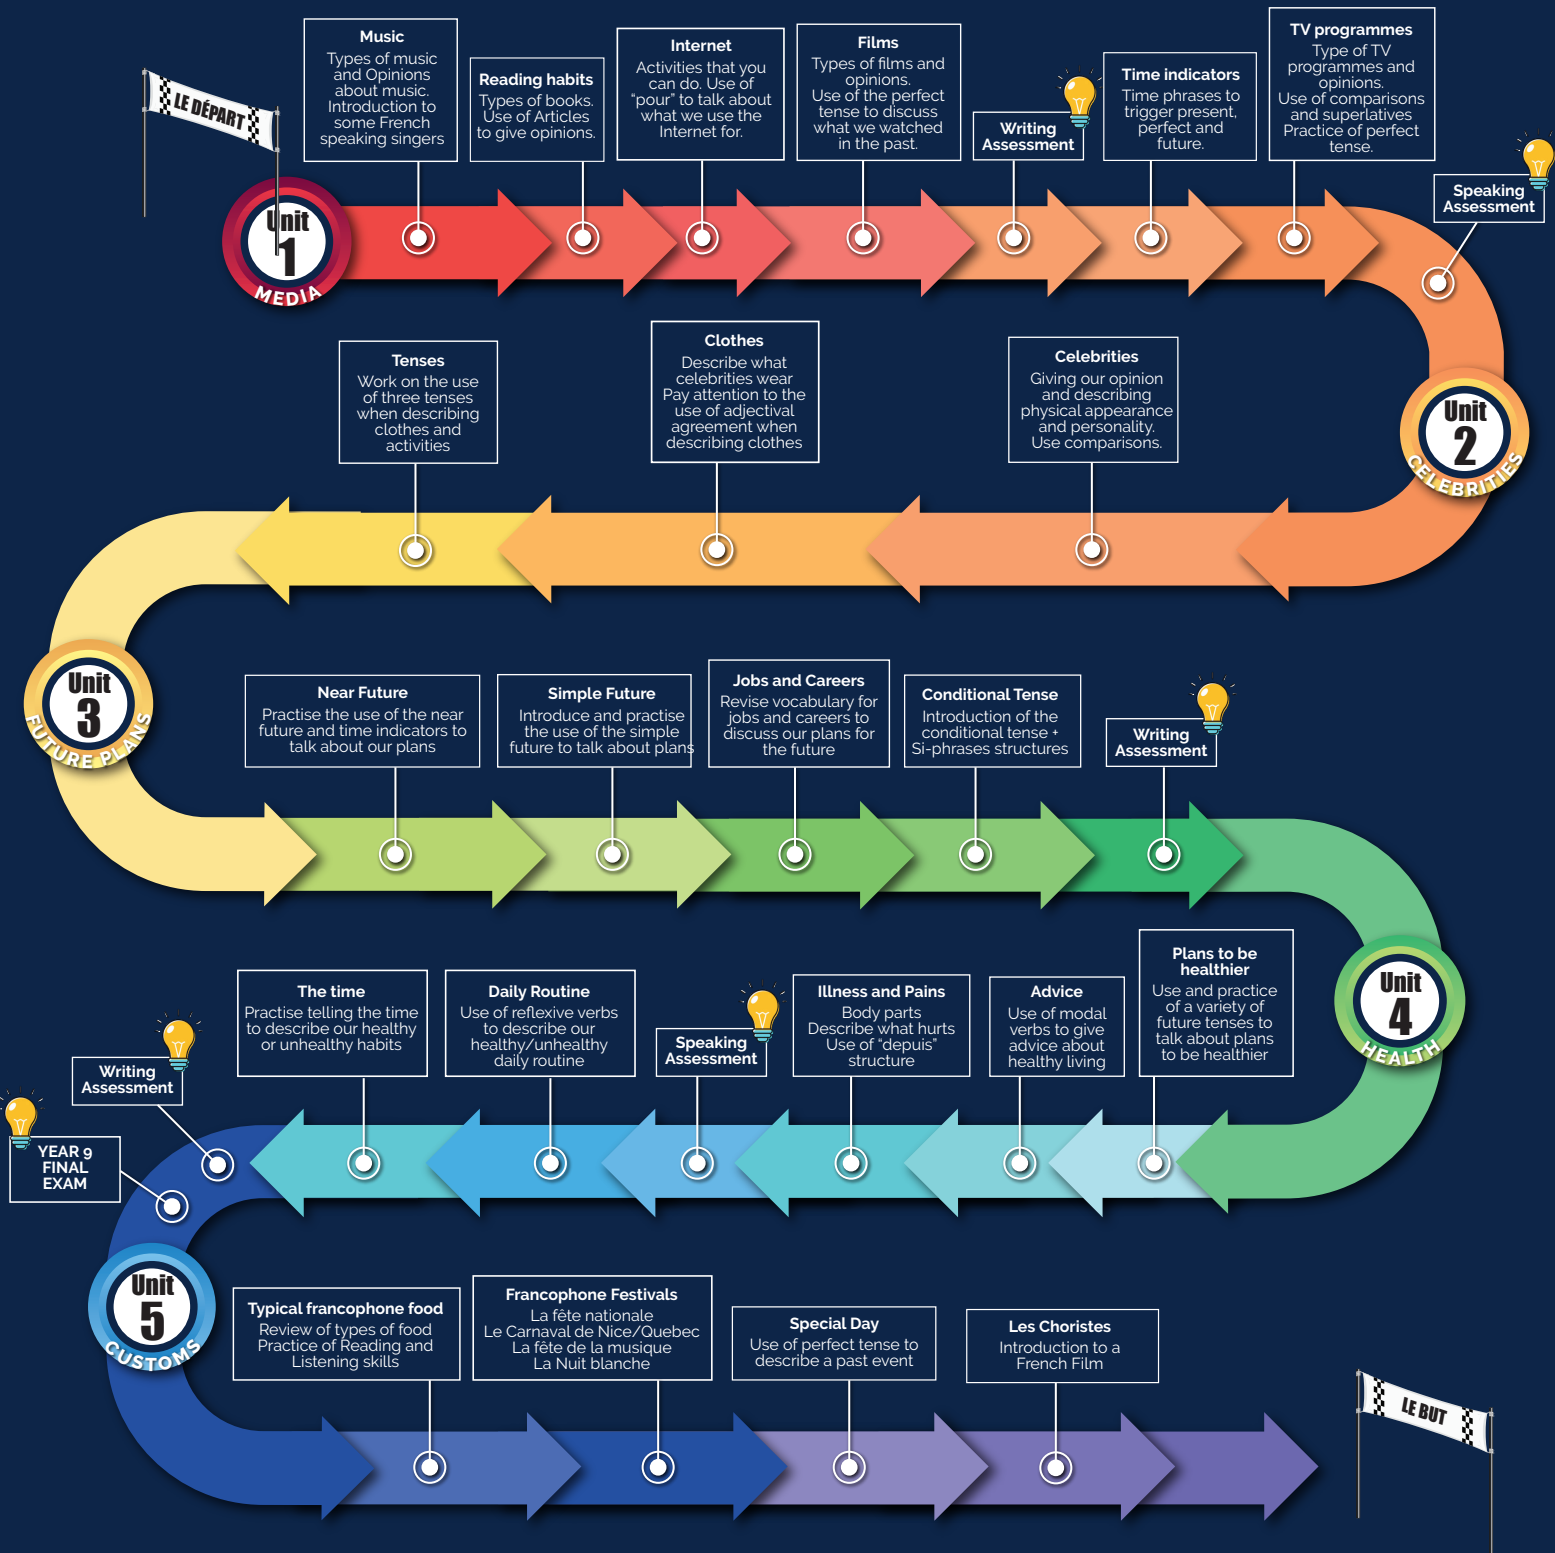 LE DÉPART
Unit
1
MEDIA
Music
Types of music
and Opinions
about music.
Introduction to
some French
speaking singers
Reading habits
Types of books.
Use of Articles
to give opinions.
Internet
Activities that you
can do. Use of
“pour” to talk about
what we use the
Internet for.
Films
Types of films and
opinions.
Use of the perfect
tense to discuss
what we watched
in the past.
Writing
Assessment
Time indicators
Time phrases to
trigger present,
perfect and
future.
TV programmes
Type of TV
programmes and
opinions.
Use of comparisons
and superlatives
Practice of perfect
tense.
Speaking
Assessment
Unit
2
CELEBRITIES
Celebrities
Giving our opinion
and describing
physical appearance
and personality.
Use comparisons.
Clothes
Describe what
celebrities wear
Pay attention to the
use of adjectival
agreement when
describing clothes
Tenses
Work on the use
of three tenses
when describing
clothes and
activities
Unit
3
FUTURE PLANS
Near Future
Practise the use of the near
future and time indicators to
talk about our plans
Simple Future
Introduce and practise
the use of the simple
future to talk about plans
Jobs and Careers
Revise vocabulary for
jobs and careers to
discuss our plans for
the future
Conditional Tense
Introduction of the
conditional tense +
Si-phrases structures
Writing
Assessment
Unit
4
HEALTH
Plans to be
healthier
Use and practice
of a variety of
future tenses to
talk about plans
to be healthier
Advice
Use of modal
verbs to give
advice about
healthy living
Illness and Pains
Body parts
Describe what hurts
Use of “depuis”
structure
Speaking
Assessment
Daily Routine
Use of reflexive verbs
to describe our
healthy/unhealthy
daily routine
The time
Practise telling the time
to describe our healthy
or unhealthy habits
Writing
Assessment
YEAR 9
FINAL
EXAM
Unit
5
CUSTOMS
Typical francophone food
Review of types of food
Practice of Reading and
Listening skills
Francophone Festivals
La fête nationale
Le Carnaval de Nice/Quebec
La fête de la musique
La Nuit blanche
Special Day
Use of perfect tense to
describe a past event
Les Choristes
Introduction to a
French Film
LE BUT